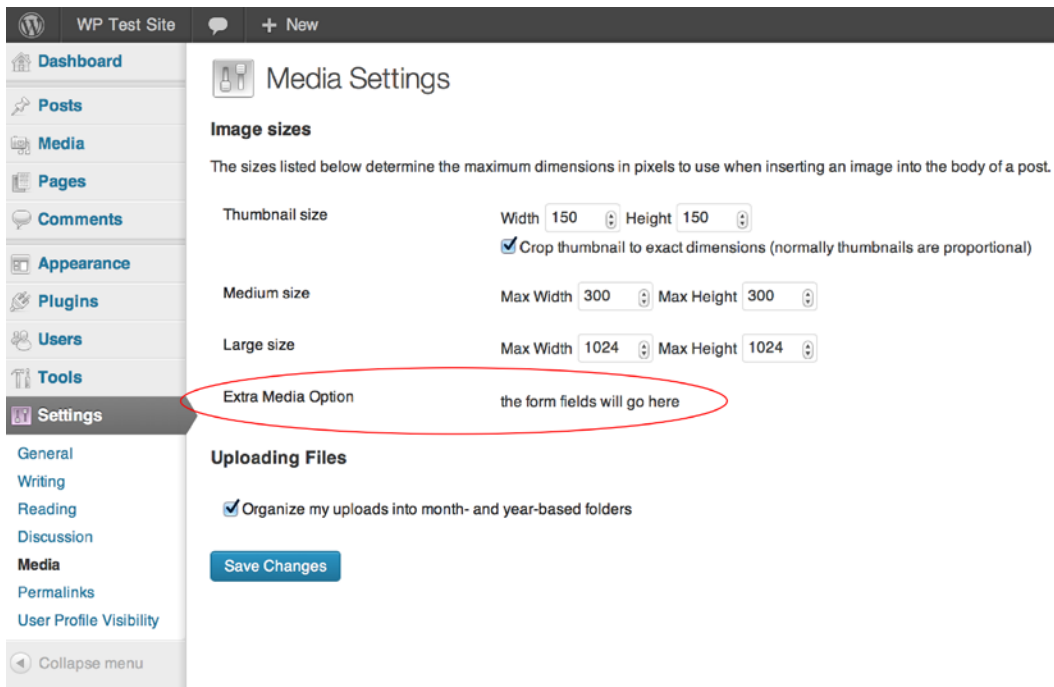 WP Test Site
+ New
Dashboard
Posts
Media
Pages
Comments
Appearance
Plugins
Users
Tools
Settings
General
Writing
Reading
Discussion
Media
Permalinks
User Profile Visibility
Collapse menu
Media Settings
Image sizes
The sizes listed below determine the maximum dimensions in pixels to use when inserting an image into the body of a post.
Thumbnail size Width 150 Height 150
Crop thumbnail to exact dimensions (normally thumbnails are proportional)
Medium size Max Width 300 Max Height 300
Large size Max Width 1024 Max Height 1024
Extra Media Option the form fields will go here
Uploading Files
Organize my uploads into month- and year-based folders
Save Changes